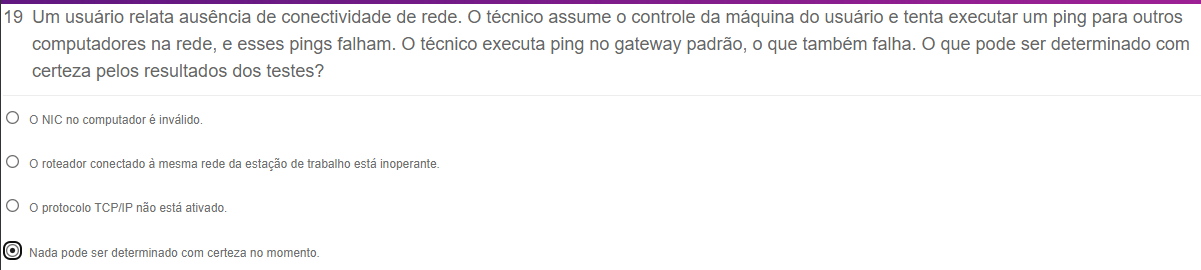 19 Um usuário relata ausência de conectividade de rede. O técnico assume o controle da máquina do usuário e tenta executar um ping para outros
computadores na rede, e esses pings falham. O técnico executa ping no gateway padrão, o que também falha. O que pode ser determinado com
certeza pelos resultados dos testes?
O NIC no computador é inválido.
O roteador conectado à mesma rede da estação de trabalho está inoperante.
O protocolo TCP/IP não está ativado.
Nada pode ser determinado com certeza no momento.